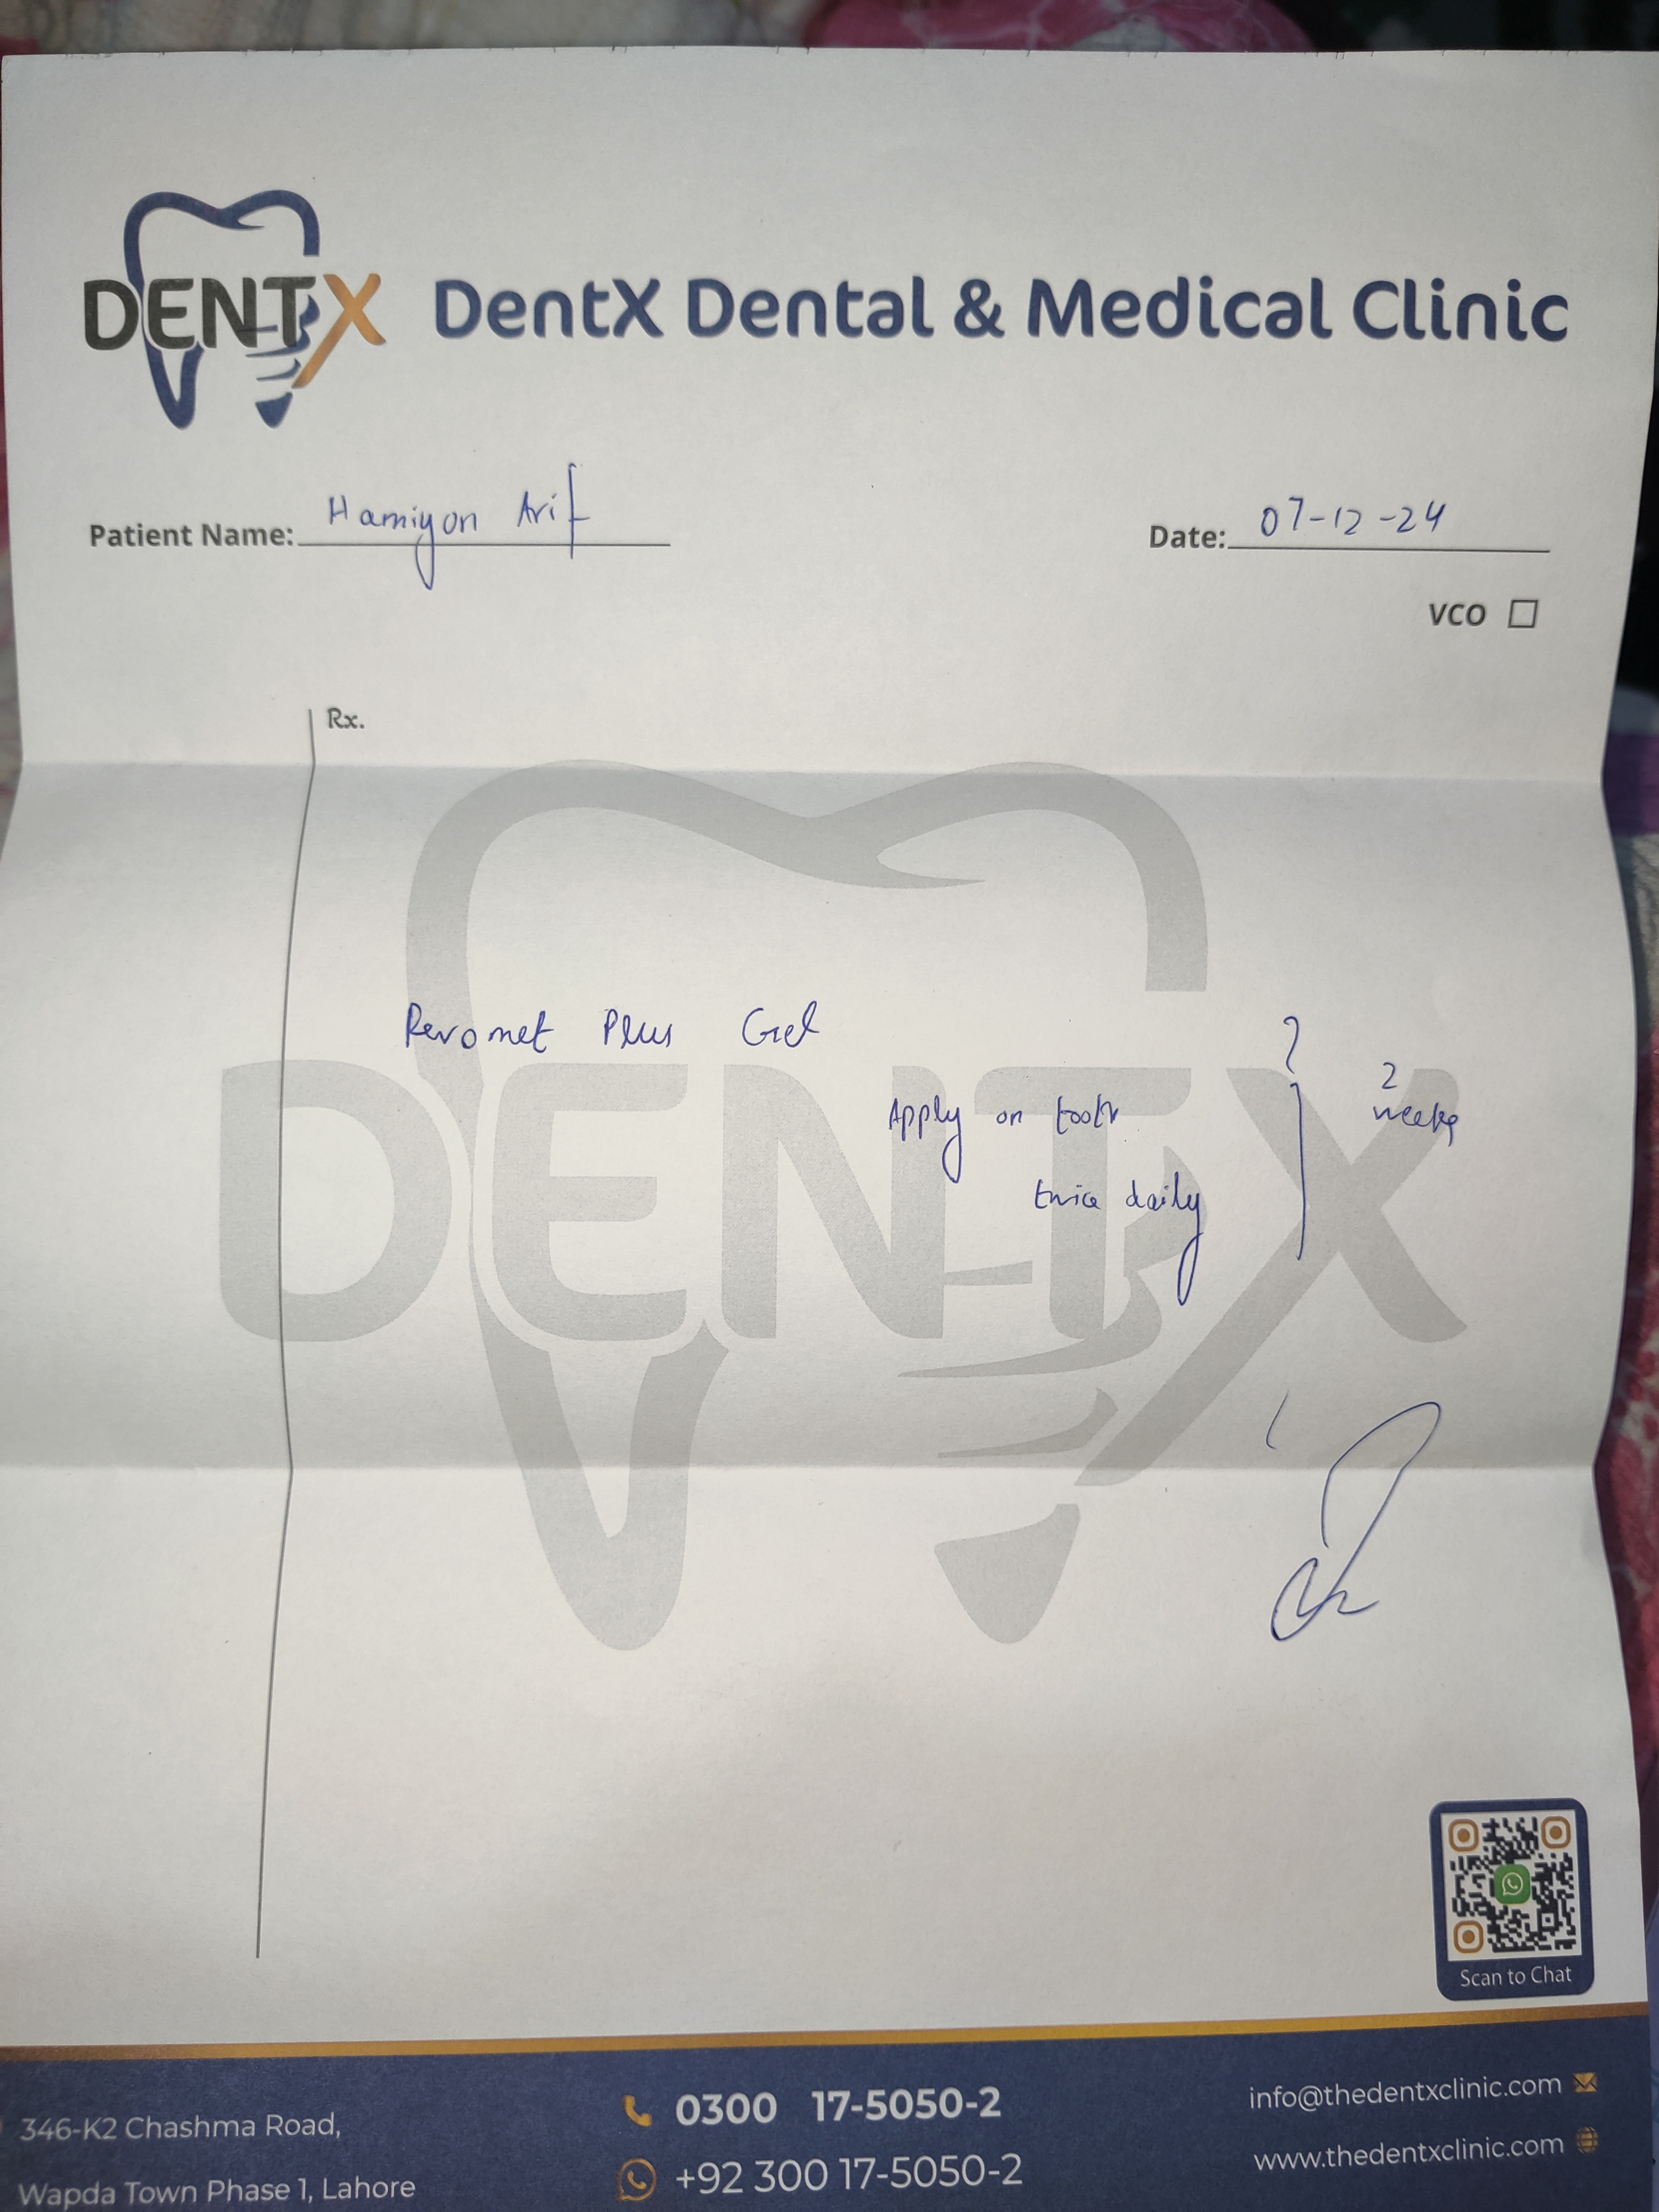 DENTX DentX Dental & Medical Clinic
Patient Name: Hamiyon Arif Date: 07-12-24
VCO
Rx.
Revomet Plus Gel
Apply on tooth
twice daily
2
weeks
DENTX
Scan to Chat
346-K2 Chashma Road,
Wapda Town Phase 1, Lahore
0300 17-5050-2
+92 300 17-5050-2
info@thedentxclinic.com
www.thedentxclinic.com